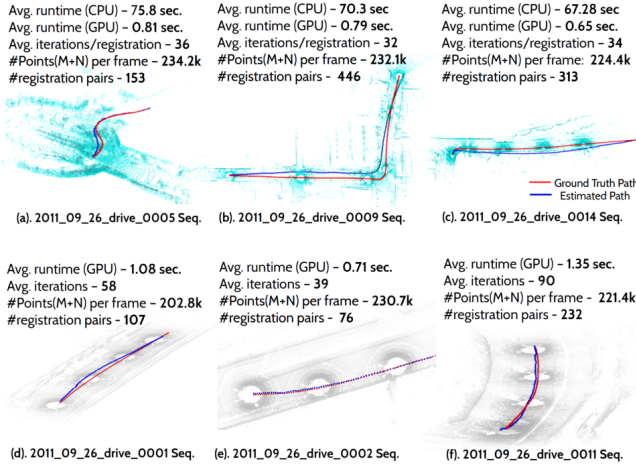 Avg. runtime (CPU) – 75.8 sec.
Avg. runtime (GPU) – 0.81 sec.
Avg. iterations/registration – 36
#Points(M+N) per frame – 234.2k
#registration pairs - 153
Avg. runtime (CPU) – 70.3 sec
Avg. runtime (GPU) – 0.79 sec.
Avg. iterations/registration – 32
#Points(M+N) per frame – 232.1k
#registration pairs - 446
Avg. runtime (CPU) – 67.28 sec
Avg. runtime (GPU) – 0.65 sec.
Avg. iterations/registration – 34
#Points(M+N) per frame: 224.4k
#registration pairs - 313
Ground Truth Path
Estimated Path
(a). 2011_09_26_drive_0005 Seq.
(b). 2011_09_26_drive_0009 Seq.
(c). 2011_09_26_drive_0014 Seq.
Avg. runtime (GPU) – 1.08 sec.
Avg. iterations – 58
#Points(M+N) per frame – 202.8k
#registration pairs - 107
Avg. runtime (GPU) – 0.71 sec.
Avg. iterations – 39
#Points(M+N) per frame – 230.7k
#registration pairs - 76
Avg. runtime (GPU) – 1.35 sec.
Avg. iterations – 90
#Points(M+N) per frame - 221.4k
#registration pairs - 232
(d). 2011_09_26_drive_0001 Seq.
(e). 2011_09_26_drive_0002 Seq.
(f). 2011_09_26_drive_0011 Seq.